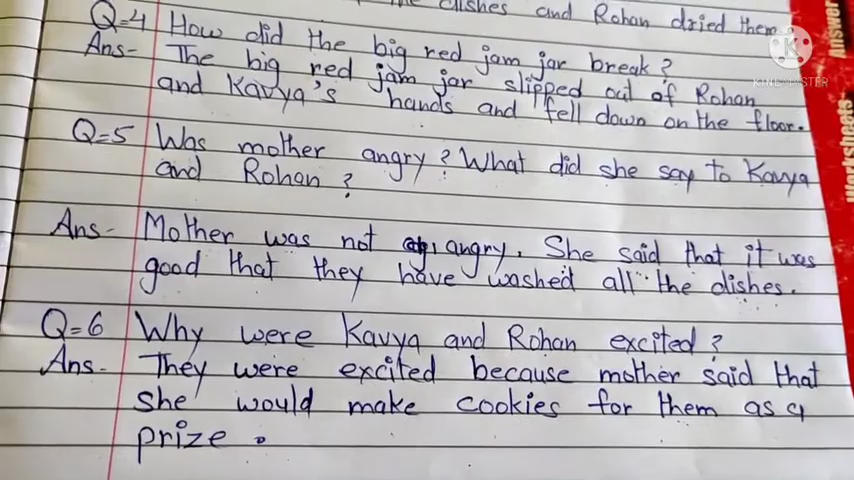 the dishes and Rohan dried them.
Q=4 How did the big red jam jar break?
Ans- The big red jam jar slipped out of Rohan
and Kavya's hands and fell down on the floor.
Q=5 Was mother angry? What did she say to Kavya
and Rohan?
Ans- Mother was not angry. She said that it was
good that they have washed all the dishes.
Q=6 Why were Kavya and Rohan excited?
Ans- They were excited because mother said that
she would make cookies for them as a
prize.
KINEMASTER
Answer
Worksheets